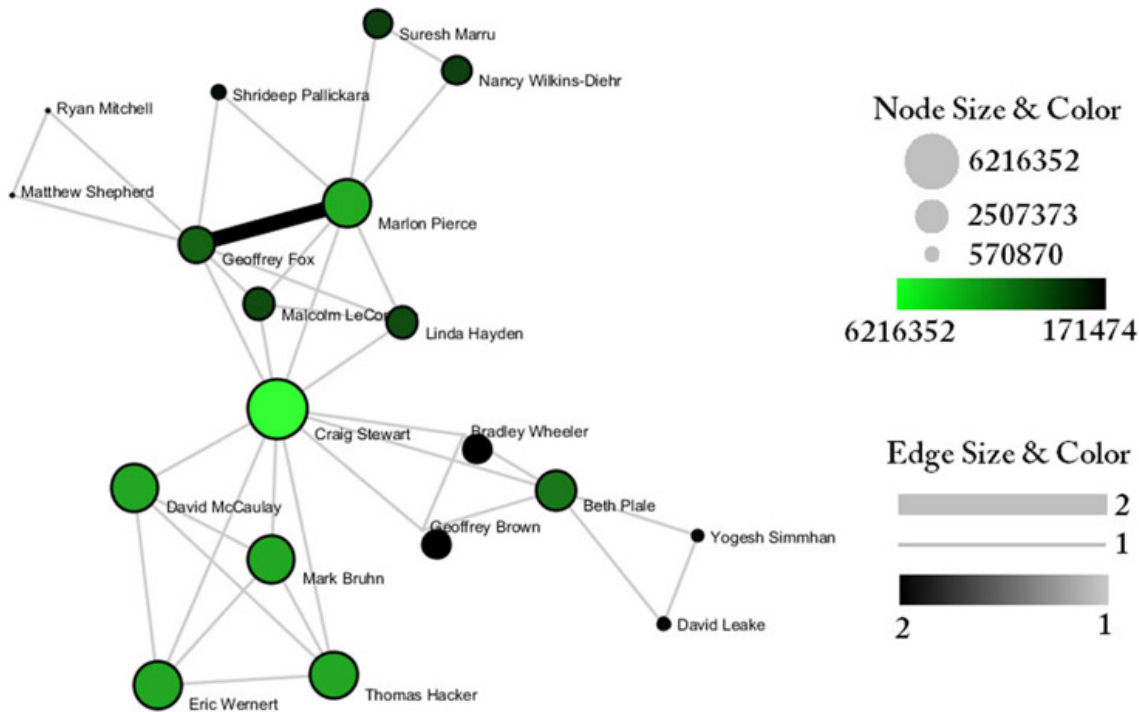 Suresh Marru
Nancy Wilkins-Diehr
Shrideep Pallickara
Ryan Mitchell
Matthew Shepherd
Marlon Pierce
Geoffrey Fox
Malcolm
Linda Hayden
Craig Stewart
Bradley Wheeler
David McCaulay
Beth Plale
Geoffrey Brown
Yogesh Simmhan
Mark Bruhn
David Leake
Thomas Hacker
Eric Wernert
Node Size & Color
6216352
2507373
570870
6216352 171474
Edge Size & Color
2
1
2 1